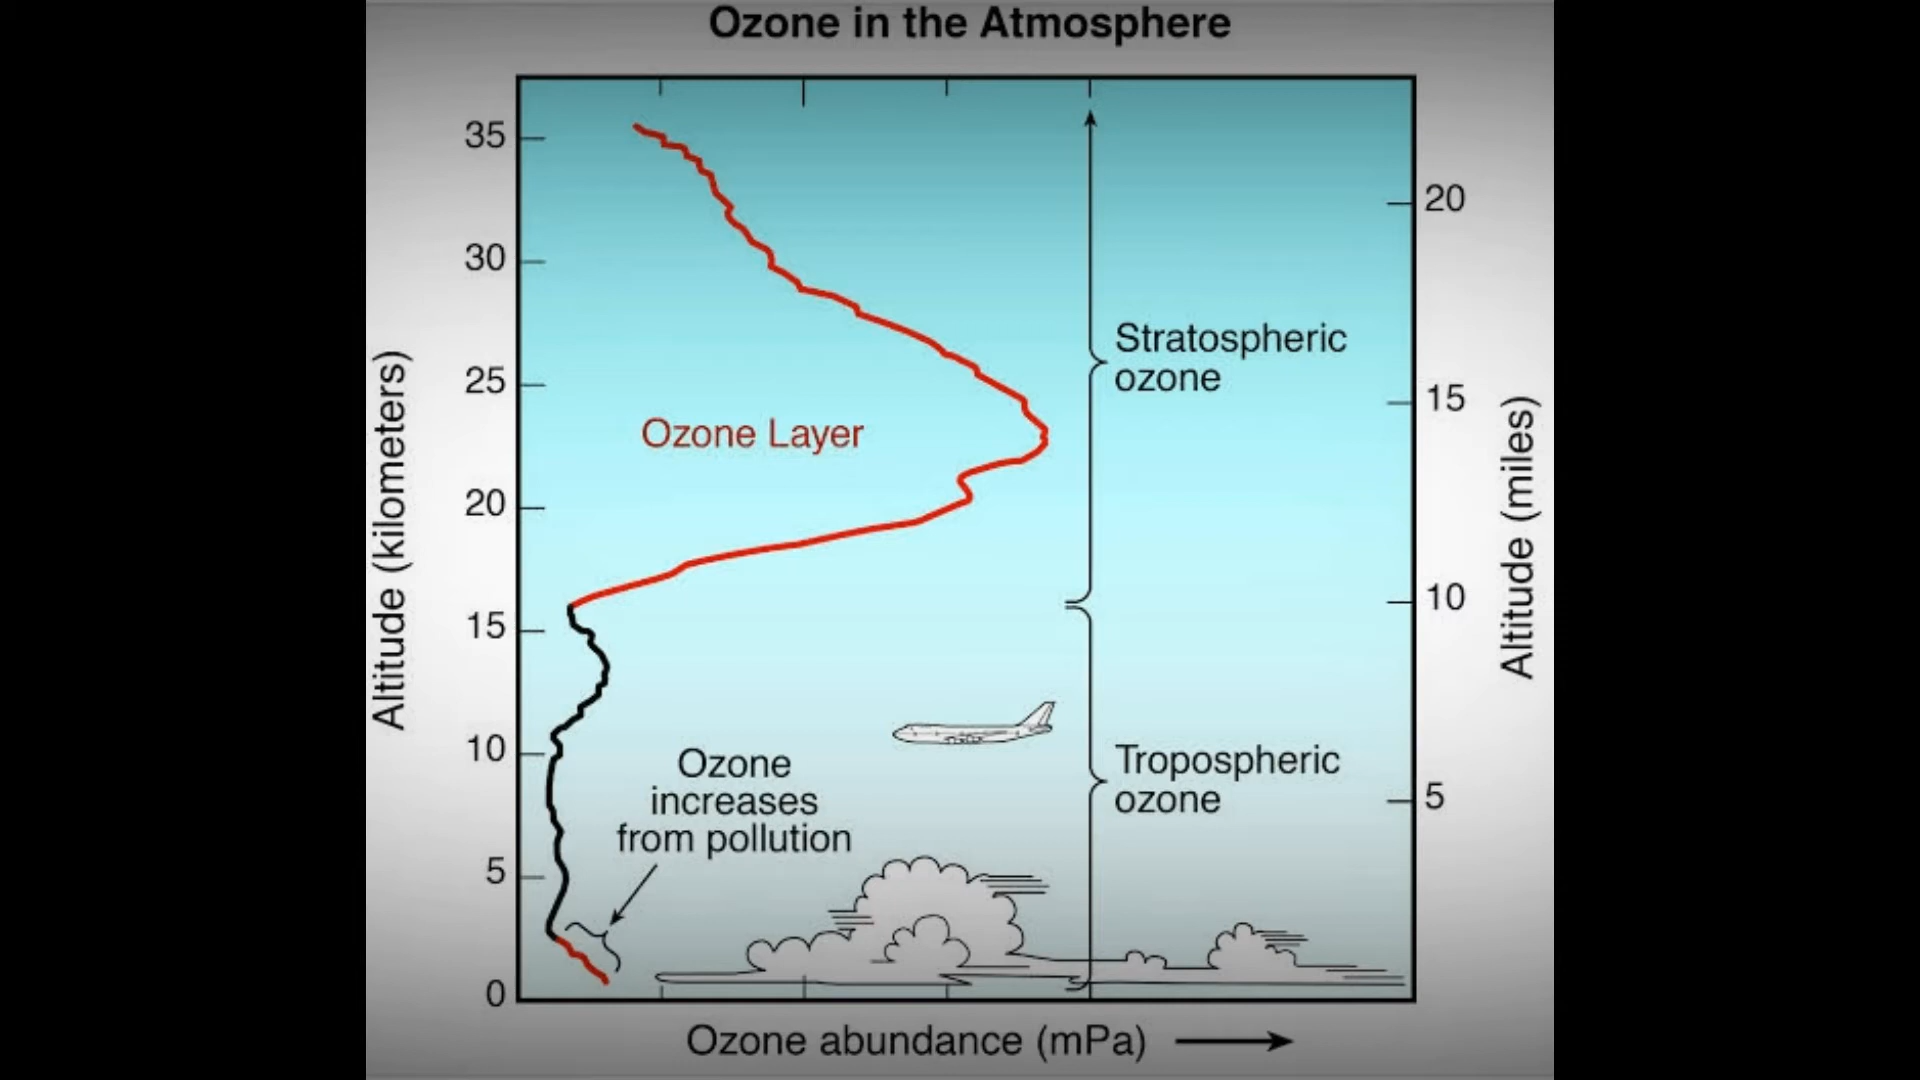 Ozone in the Atmosphere
35
30
25
20
15
10
5
0
Altitude (kilometers)
Ozone Layer
Stratospheric
ozone
Ozone
increases
from pollution
Tropospheric
ozone
20
15
10
5
Altitude (miles)
Ozone abundance (mPa)